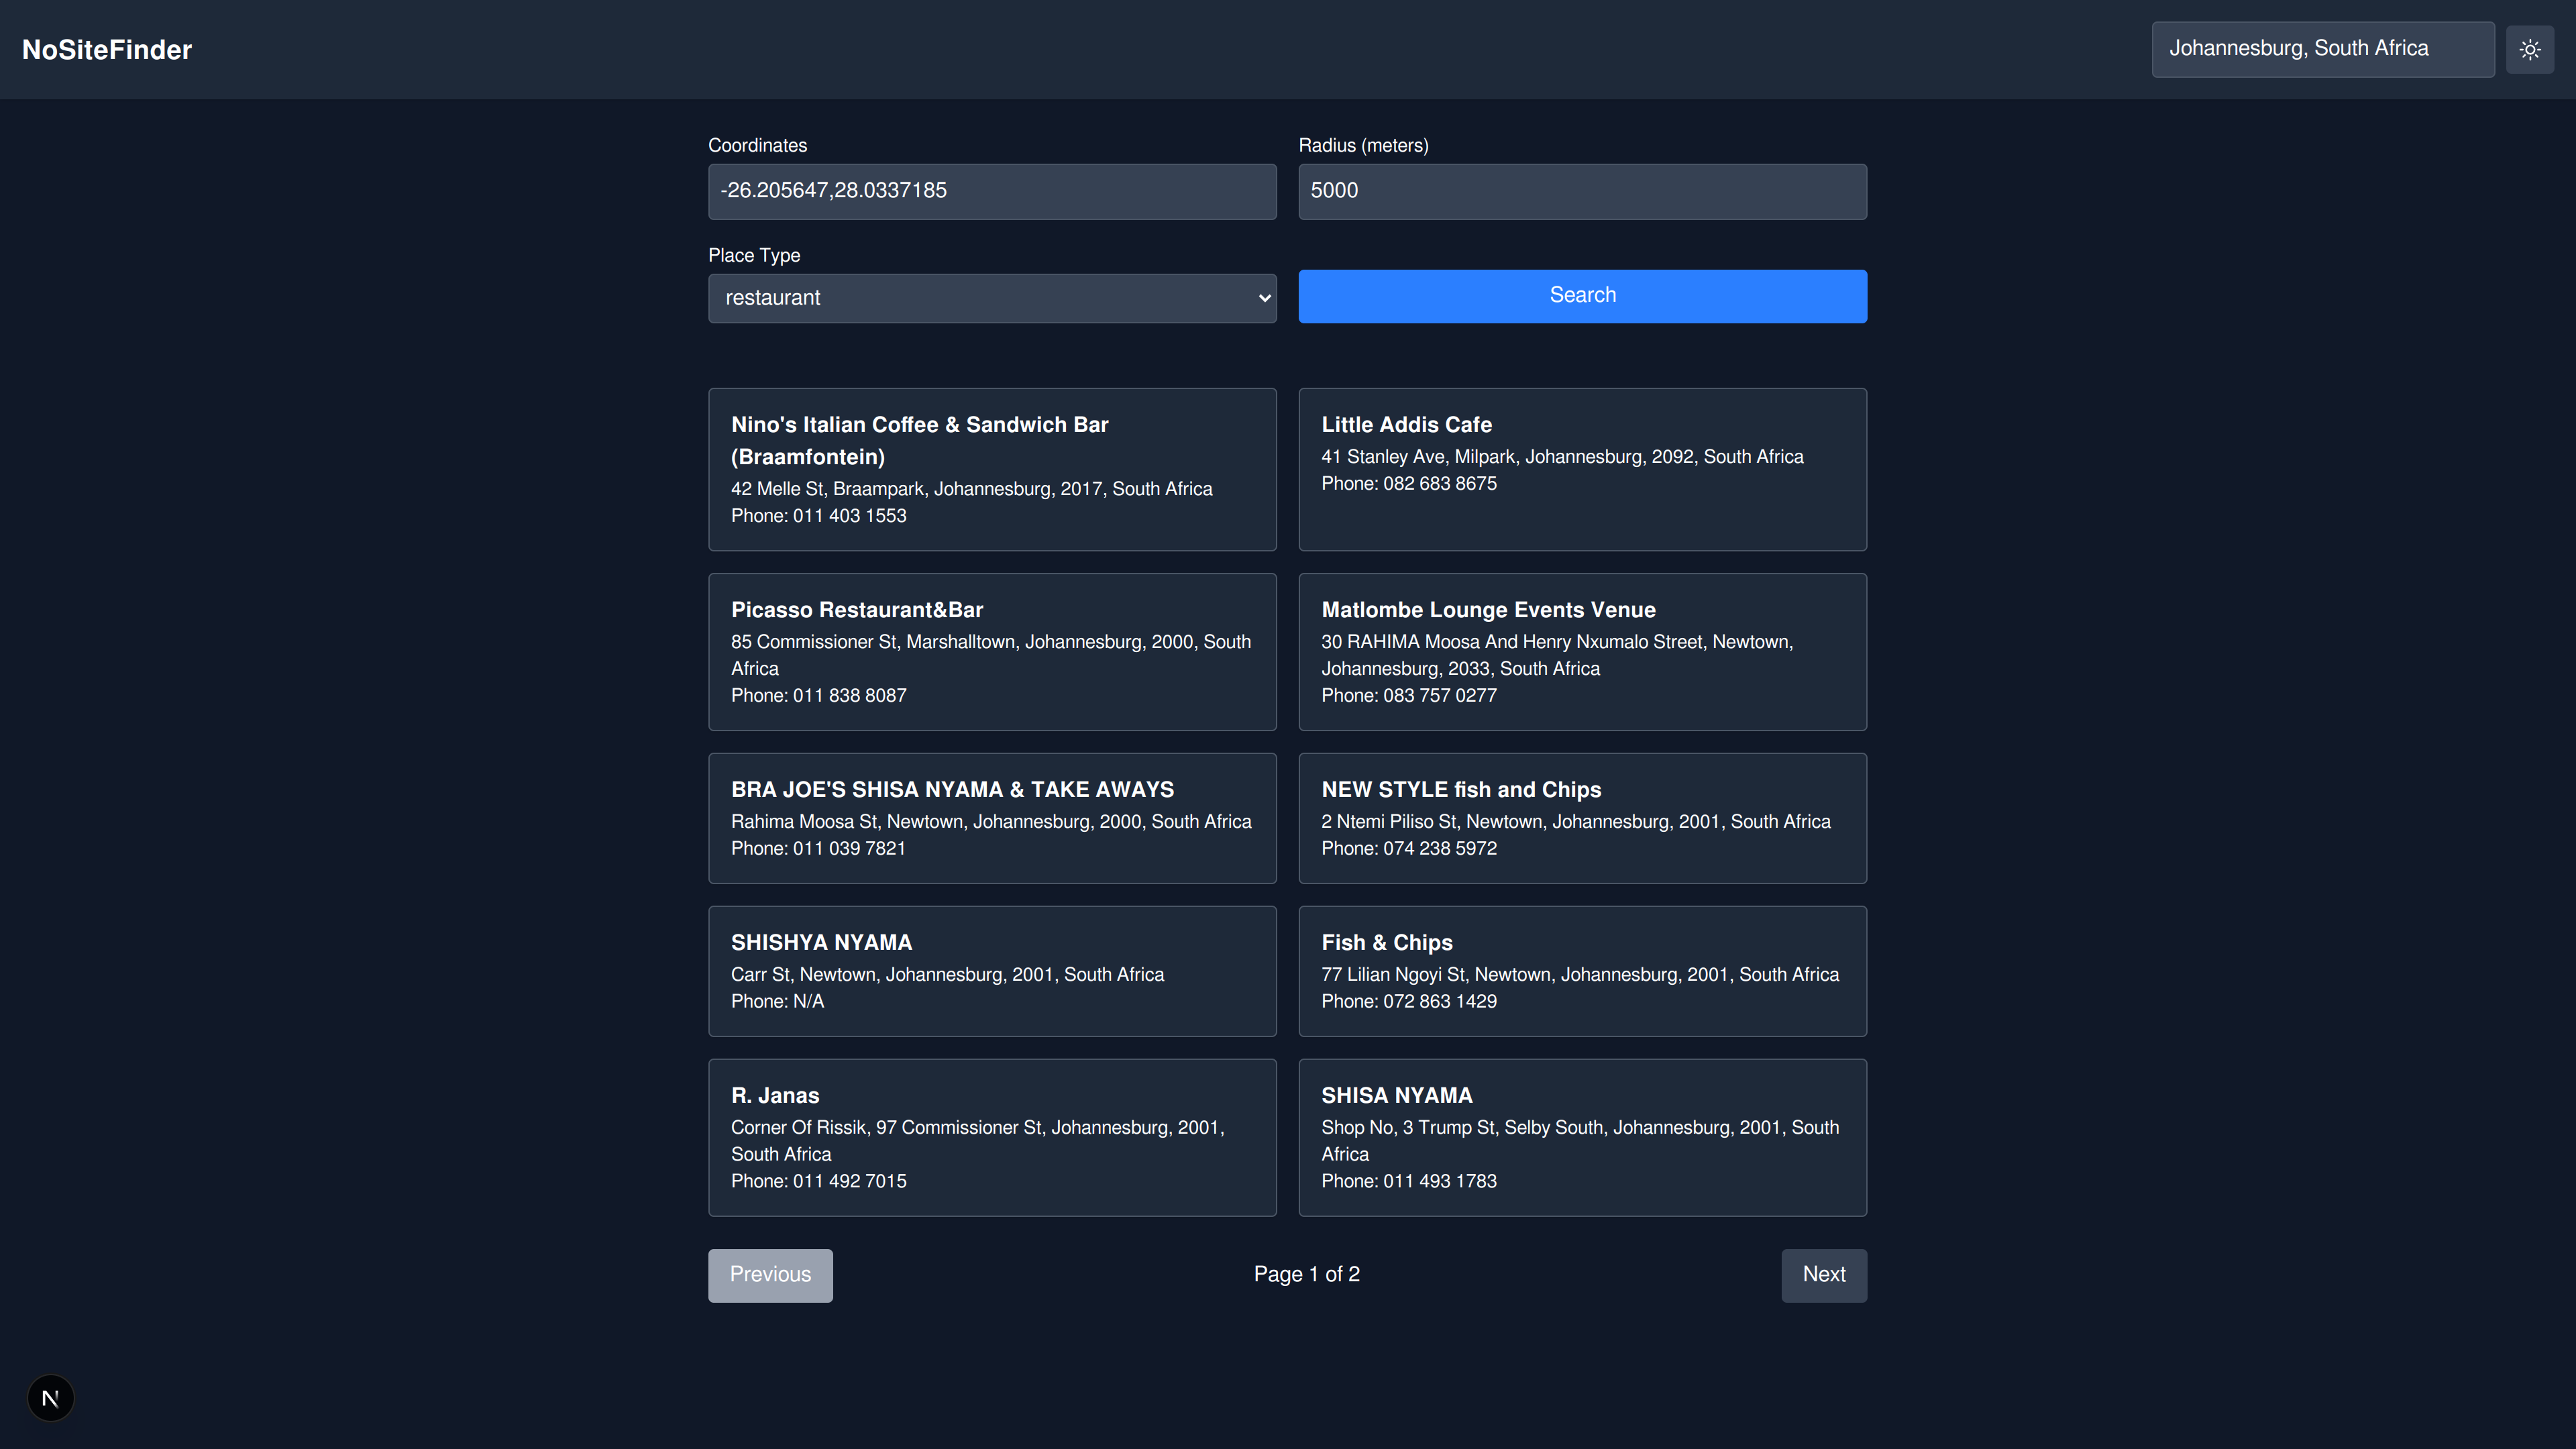 NoSiteFinder
Johannesburg, South Africa
Coordinates
Radius (meters)
-26.205647,28.0337185
5000
Place Type
restaurant
Search
Nino's Italian Coffee & Sandwich Bar
(Braamfontein)
42 Melle St, Braampark, Johannesburg, 2017, South Africa
Phone: 011 403 1553
Little Addis Cafe
41 Stanley Ave, Milpark, Johannesburg, 2092, South Africa
Phone: 082 683 8675
Picasso Restaurant&Bar
85 Commissioner St, Marshalltown, Johannesburg, 2000, South
Africa
Phone: 011 838 8087
Matlombe Lounge Events Venue
30 RAHIMA Moosa And Henry Nxumalo Street, Newtown,
Johannesburg, 2033, South Africa
Phone: 083 757 0277
BRA JOE'S SHISA NYAMA & TAKE AWAYS
Rahima Moosa St, Newtown, Johannesburg, 2000, South Africa
Phone: 011 039 7821
NEW STYLE fish and Chips
2 Ntemi Piliso St, Newtown, Johannesburg, 2001, South Africa
Phone: 074 238 5972
SHISHYA NYAMA
Carr St, Newtown, Johannesburg, 2001, South Africa
Phone: N/A
Fish & Chips
77 Lilian Ngoyi St, Newtown, Johannesburg, 2001, South Africa
Phone: 072 863 1429
R. Janas
Corner Of Rissik, 97 Commissioner St, Johannesburg, 2001,
South Africa
Phone: 011 492 7015
SHISA NYAMA
Shop No, 3 Trump St, Selby South, Johannesburg, 2001, South
Africa
Phone: 011 493 1783
Previous
Page 1 of 2
Next
N